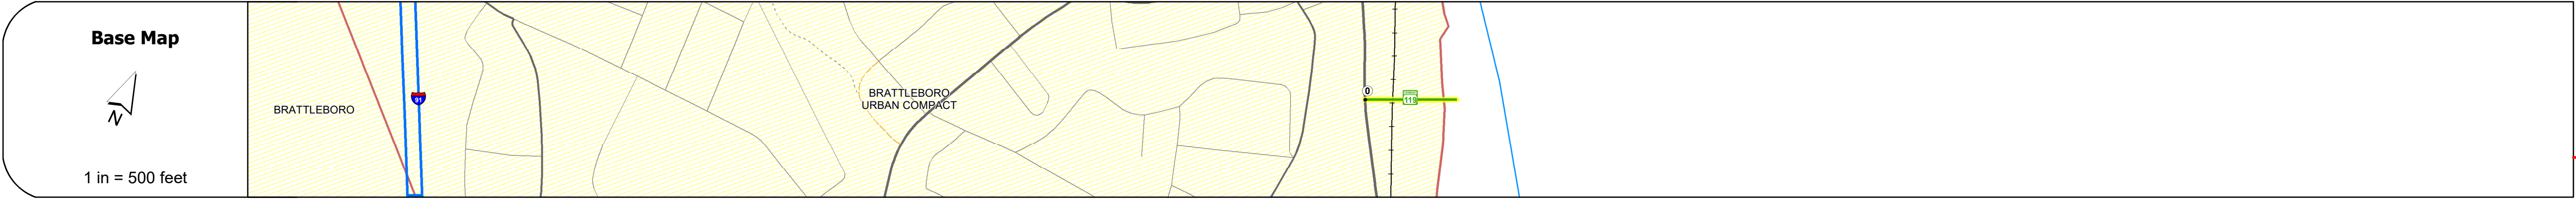 Base Map
N
1 in = 500 feet
BRATTLEBORO
91
BRATTLEBORO
URBAN COMPACT
0
119